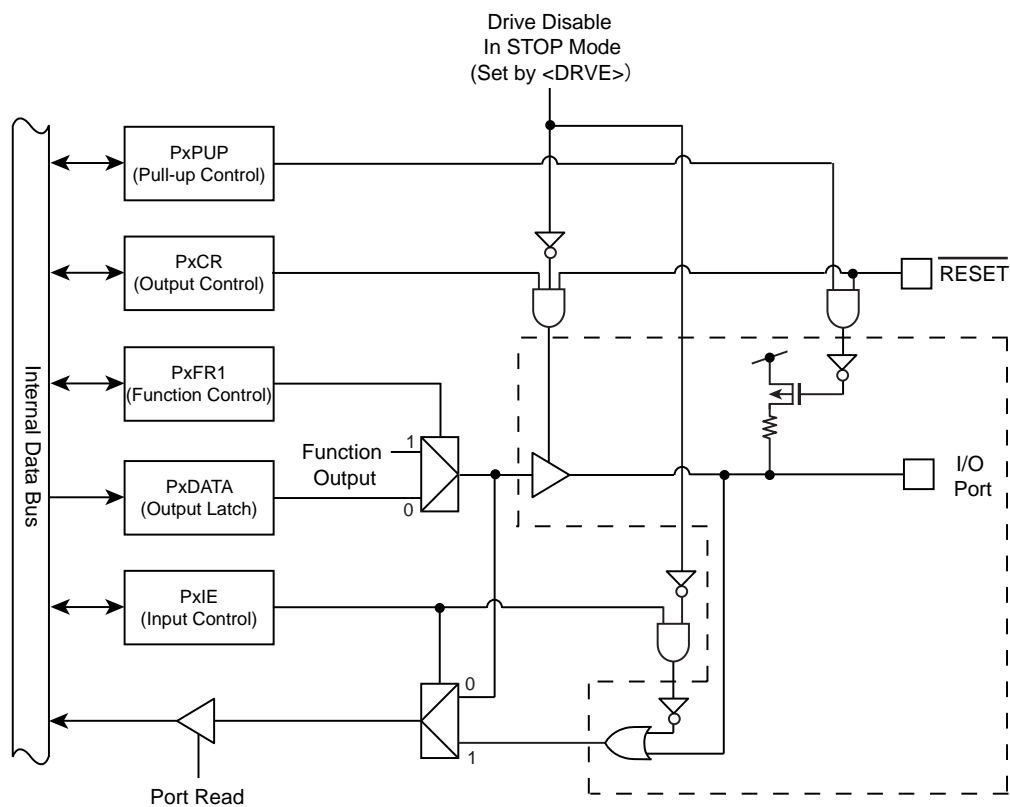 Drive Disable
In STOP Mode
(Set by <DRVE>)
PxPUP
(Pull-up Control)
PxCR
(Output Control)
RESET
PxFR1
(Function Control)
Internal Data Bus
1
Function
Output
0
I/O
Port
PxDATA
(Output Latch)
PxIE
(Input Control)
0
1
Port Read